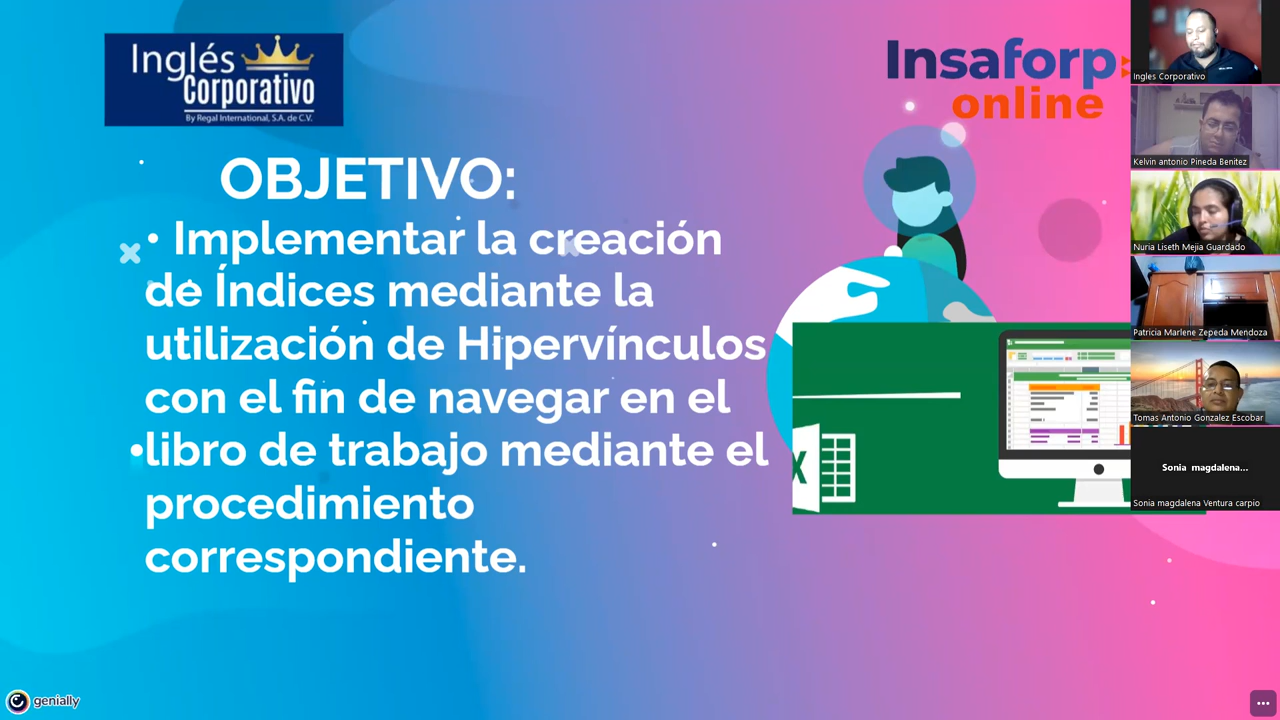 Inglés
Corporativo
By Regal International, S.A. de C.V.
Insaforp
online
OBJETIVO:
• Implementar la creación
de Índices mediante la
utilización de Hipervínculos
con el fin de navegar en el
•libro de trabajo mediante el
procedimiento
correspondiente.
X
genially
Ingles Corporativo
Kelvin antonio Pineda Benitez
Nuria Liseth Mejia Guardado
Patricia Marlene Zepeda Mendoza
Tomas Antonio Gonzalez Escobar
Sonia magdalena...
Sonia magdalena Ventura carpio